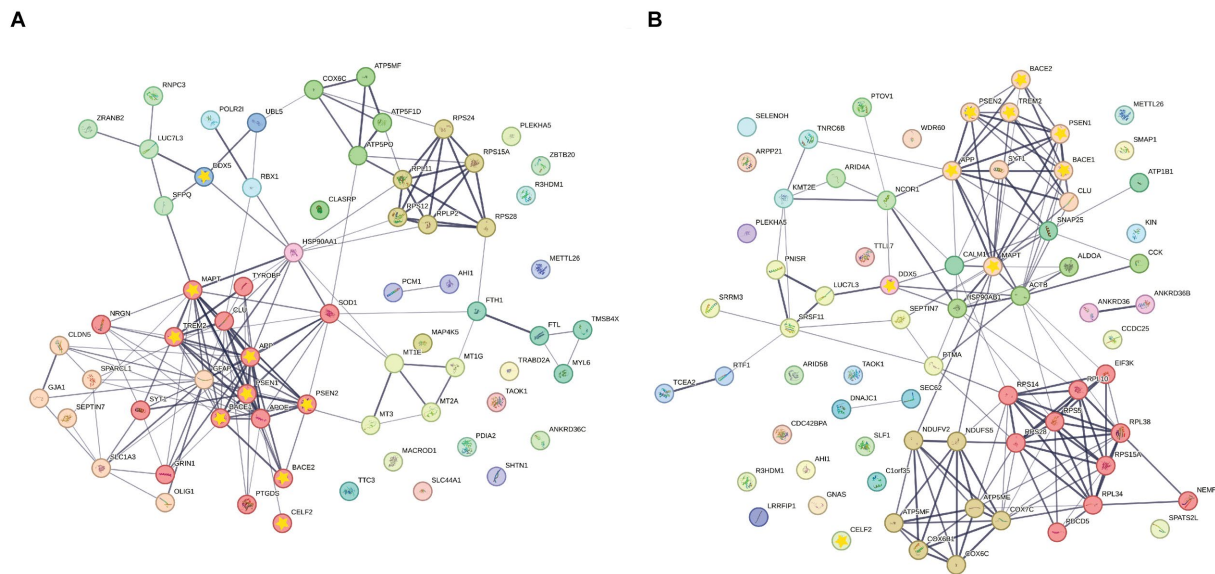 A
B
RNPC3
ZRANB2
LUC7L3
POLR2I
UBL5
DDX5
RBX1
SFPQ
COX6C
ATP5MF
ATP5F1D
ATP5PO
RPS24
RPS15A
RPL11
RPS12
RPLP2
RPS28
PLEKHA5
ZBTB20
R3HDM1
CLASRP
HSP90AA1
METTL26
MAPT
TYROBP
SOD1
PCM1
AHI1
FTH1
FTL
TMSB4X
MYL6
NRGN
TREM2
CLU
CLDN5
APP
GFAP
MAP4K5
MT1E
MT1G
TRABD2A
TAOK1
SPARCL1
GJA1
PSEN1
PSEN2
SEPTIN7
SYT1
BACE1
APOE
MT3
MT2A
SLC1A3
GRIN1
BACE2
OLIG1
PTGDS
CELF2
MACROD1
PDIA2
ANKRD36C
SHTN1
TTC3
SLC44A1
BACE2
PSEN2
TREM2
PTOV1
SELENOH
TNRC6B
WDR60
PSEN1
METTL26
SMAP1
ARPP21
ARID4A
APP
SYT1
BACE1
ATP1B1
KMT2E
NCOR1
CLU
SNAP25
PLEKHA5
KIN
TTLL7
CALM1
MAPT
ALDOA
CCK
PNISR
DDX5
LUC7L3
HSP90AB1
ACTB
ANKRD36
ANKRD36B
SRRM3
SRSF11
SEPTIN7
CCDC25
PTMA
RTF1
TCEA2
ARID5B
TAOK1
SEC62
DNAJC1
EIF3K
RPS14
RPL10
RPS5
RPL38
CDC42BPA
SLF1
NDUFV2
NDUFS5
RPS28
RPS15A
AHI1
R3HDM1
C1orf35
RPL34
NEMF
LRRFIP1
GNAS
ATP5ME
ATP5MF
COX7C
PDCD5
SPATS2L
CELF2
COX6B1
COX6C